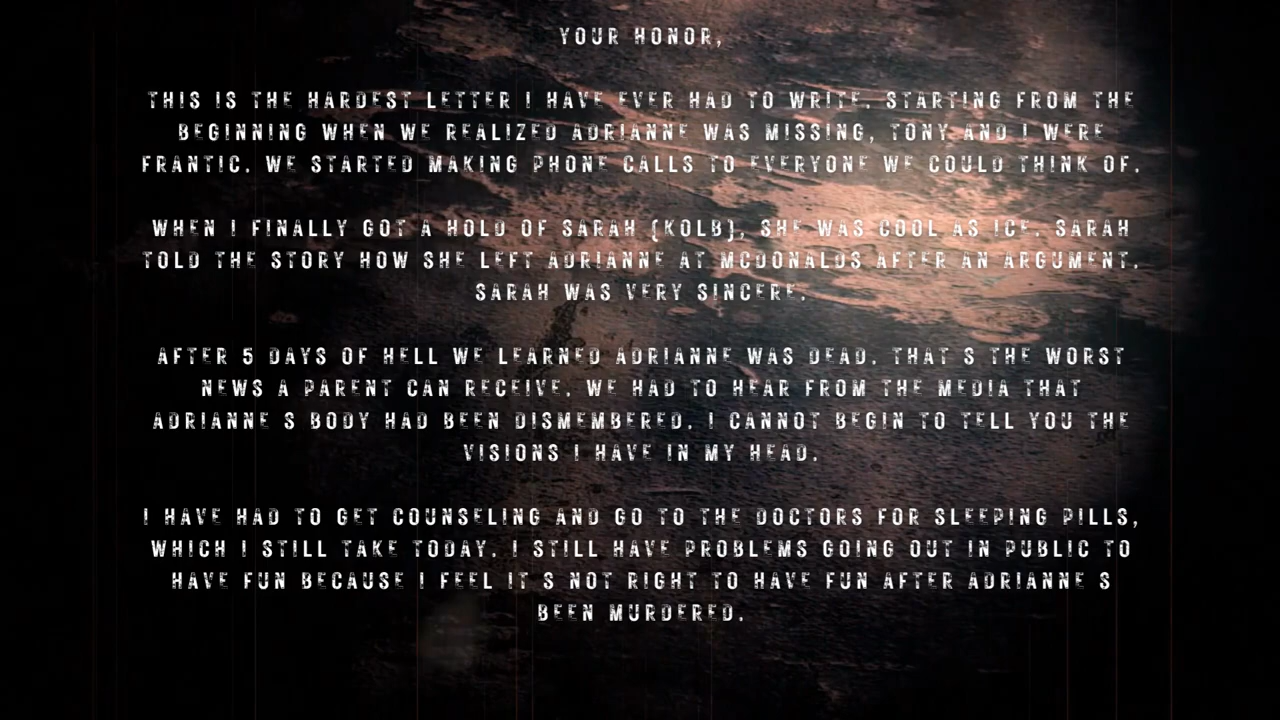 YOUR HONOR,
THIS IS THE HARDEST LETTER I HAVE EVER HAD TO WRITE. STARTING FROM THE
BEGINNING WHEN WE REALIZED ADRIANNE WAS MISSING, TONY AND I WERE
FRANTIC. WE STARTED MAKING PHONE CALLS TO EVERYONE WE COULD THINK OF.
WHEN I FINALLY GOT A HOLD OF SARAH (KOLB), SHE WAS COOL AS ICE. SARAH
TOLD THE STORY HOW SHE LEFT ADRIANNE AT MCDONALDS AFTER AN ARGUMENT.
SARAH WAS VERY SINCERE.
AFTER 5 DAYS OF HELL WE LEARNED ADRIANNE WAS DEAD. THAT S THE WORST
NEWS A PARENT CAN RECEIVE. WE HAD TO HEAR FROM THE MEDIA THAT
ADRIANNE S BODY HAD BEEN DISMEMBERED. I CANNOT BEGIN TO TELL YOU THE
VISIONS I HAVE IN MY HEAD.
I HAVE HAD TO GET COUNSELING AND GO TO THE DOCTORS FOR SLEEPING PILLS,
WHICH I STILL TAKE TODAY. I STILL HAVE PROBLEMS GOING OUT IN PUBLIC TO
HAVE FUN BECAUSE I FEEL IT S NOT RIGHT TO HAVE FUN AFTER ADRIANNE S
BEEN MURDERED.